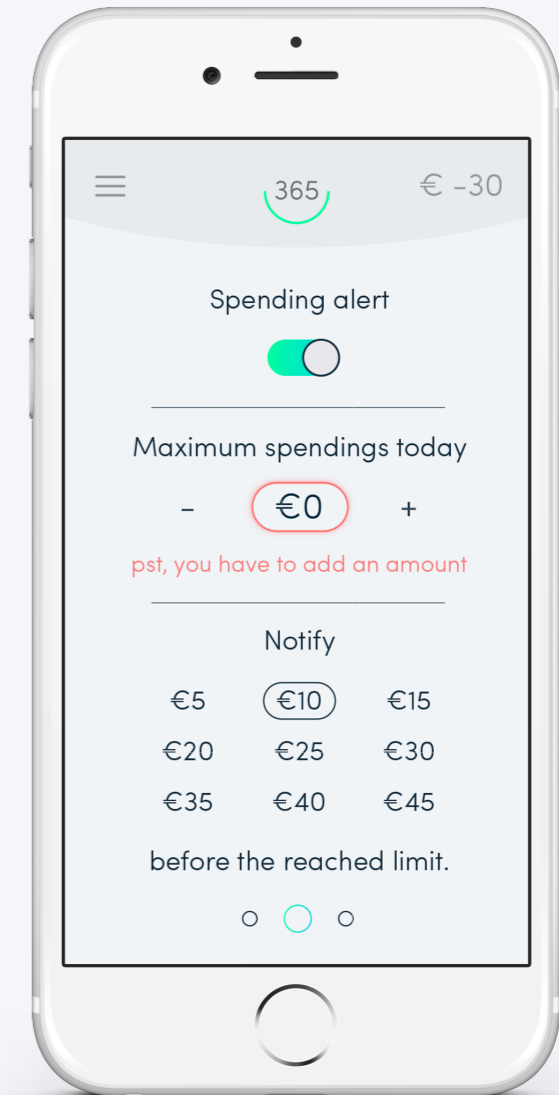 365
€ -30
Spending alert
Maximum spendings today
- €0 +
pst, you have to add an amount
Notify
€5 €10 €15
€20 €25 €30
€35 €40 €45
before the reached limit.